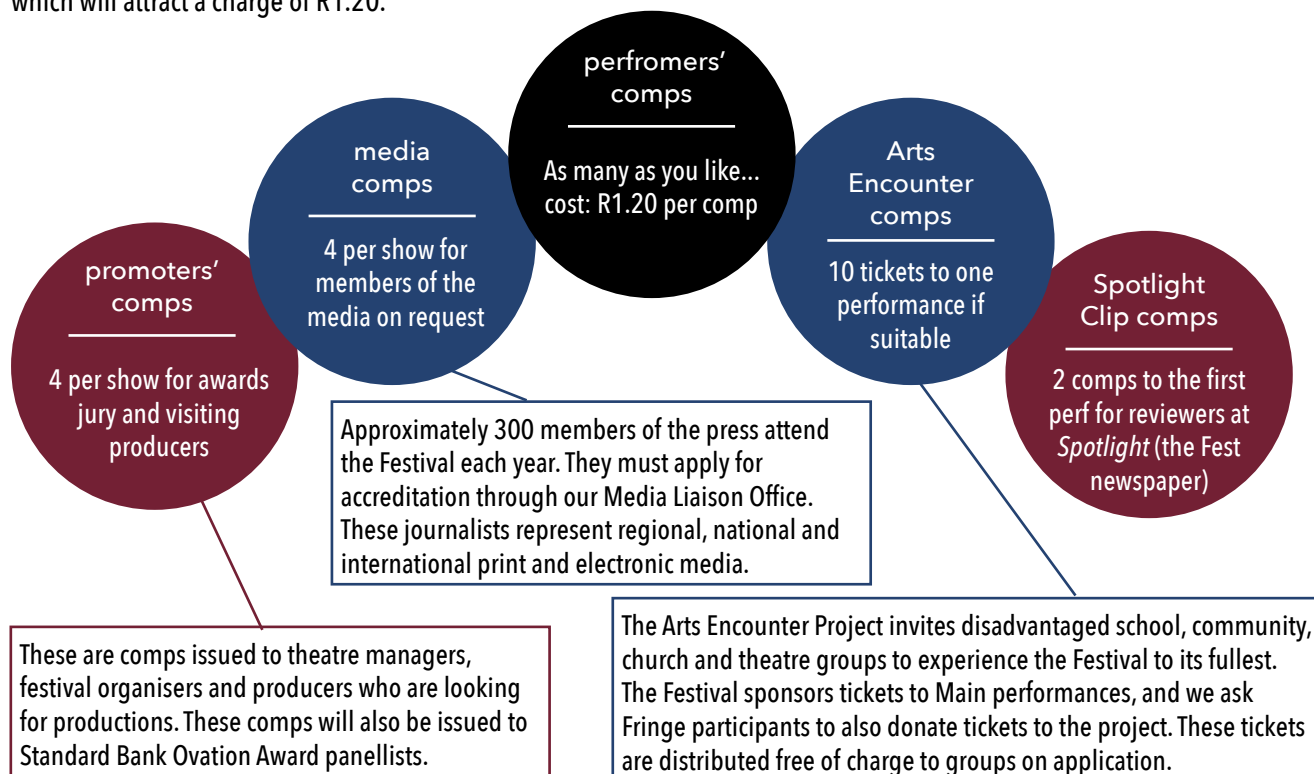 which will attract a charge of R1.20.
perfromers'
comps
As many as you like...
cost: R1.20 per comp
media
comps
4 per show for
members of the
media on request
Arts
Encounter
comps
10 tickets to one
performance if
suitable
promoters'
comps
4 per show for awards
jury and visiting
producers
Spotlight
Clip comps
2 comps to the first
perf for reviewers at
Spotlight (the Fest
newspaper)
Approximately 300 members of the press attend
the Festival each year. They must apply for
accreditation through our Media Liaison Office.
These journalists represent regional, national and
international print and electronic media.
These are comps issued to theatre managers,
festival organisers and producers who are looking
for productions. These comps will also be issued to
Standard Bank Ovation Award panellists.
The Arts Encounter Project invites disadvantaged school, community,
church and theatre groups to experience the Festival to its fullest.
The Festival sponsors tickets to Main performances, and we ask
Fringe participants to also donate tickets to the project. These tickets
are distributed free of charge to groups on application.